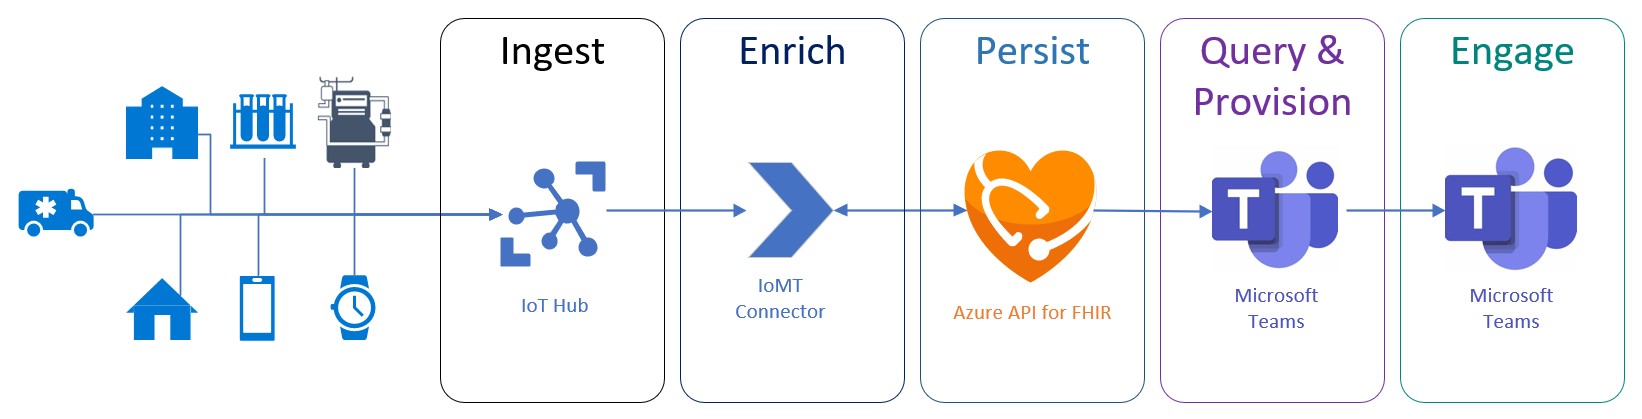 Ingest
IoT Hub
Enrich
IoMT
Connector
Persist
Azure API for FHIR
Query &
Provision
T
Microsoft
Teams
Engage
T
Microsoft
Teams